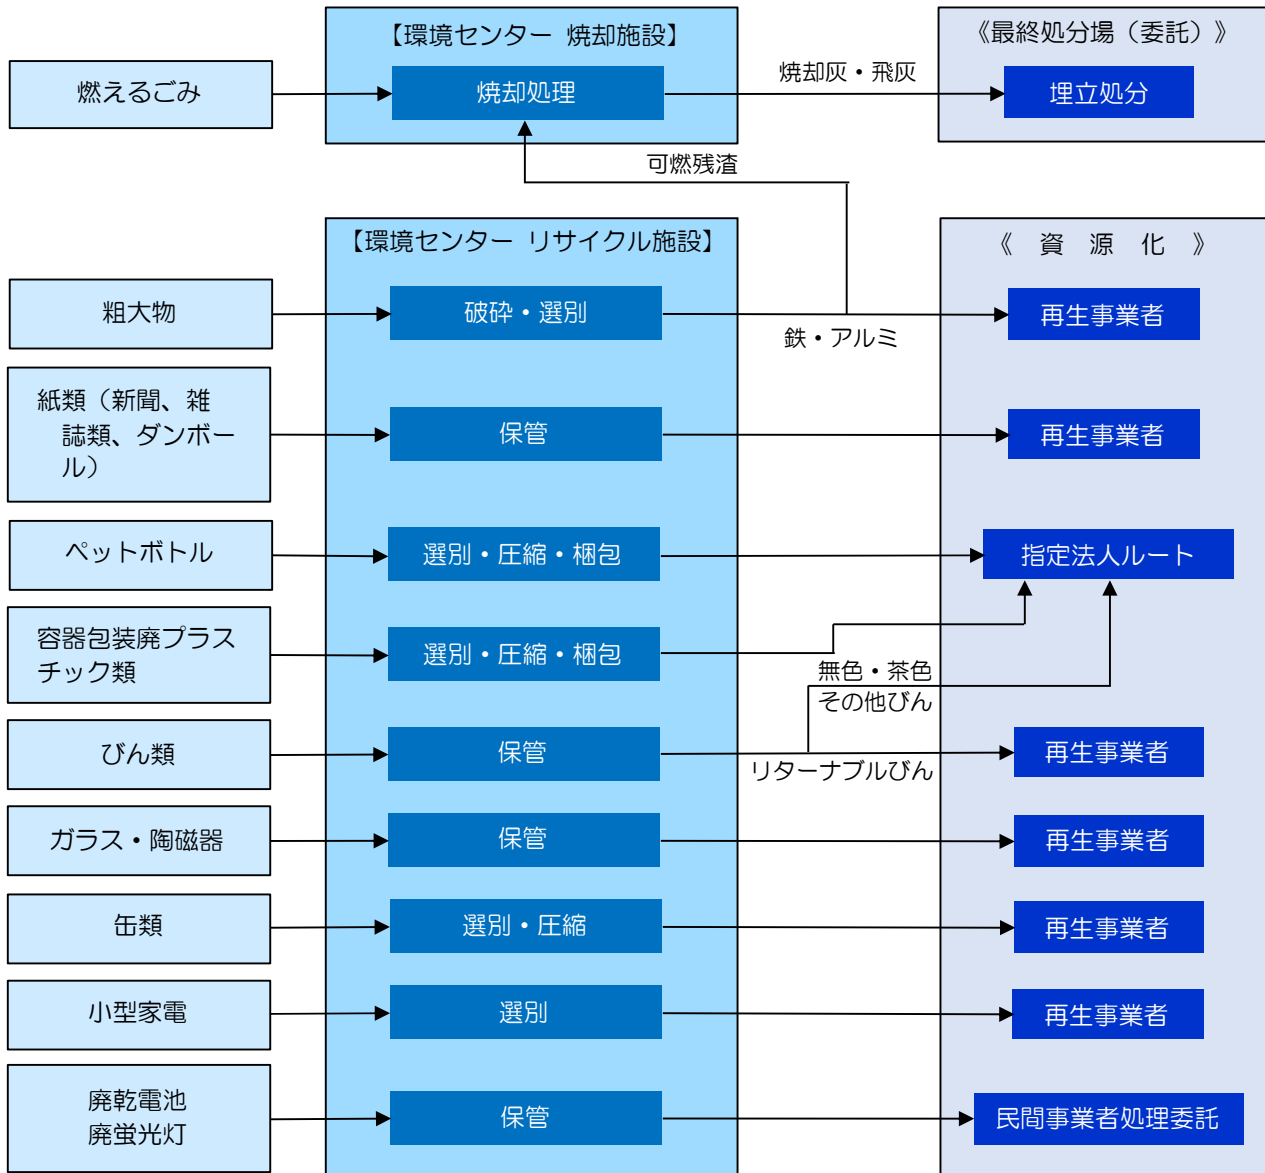 【環境センター 焼却施設】
《最終処分場（委託）》
燃えるごみ
焼却処理
焼却灰・飛灰
埋立処分
可燃残渣
【環境センター リサイクル施設】
《 資 源 化 》
粗大物
破砕・選別
鉄・アルミ
再生事業者
紙類（新聞、雑
誌類、ダンボー
ル）
保管
再生事業者
ペットボトル
選別・圧縮・梱包
指定法人ルート
容器包装廃プラス
チック類
選別・圧縮・梱包
無色・茶色
その他びん
びん類
保管
リターナブルびん
再生事業者
ガラス・陶磁器
保管
再生事業者
缶類
選別・圧縮
再生事業者
小型家電
選別
再生事業者
廃乾電池
廃蛍光灯
保管
民間事業者処理委託